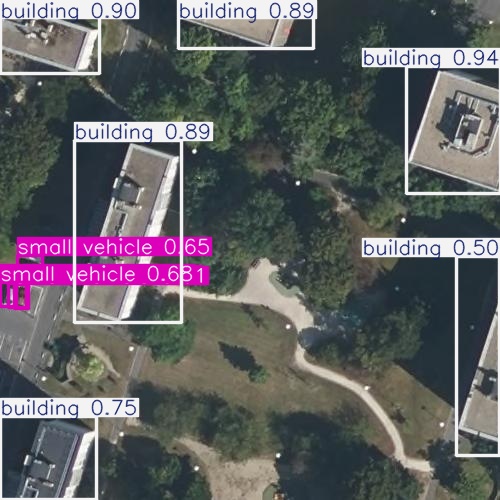 building 0.90
building 0.89
building 0.94
building 0.89
small vehicle 0.65
building 0.50
small vehicle 0.681
building 0.75